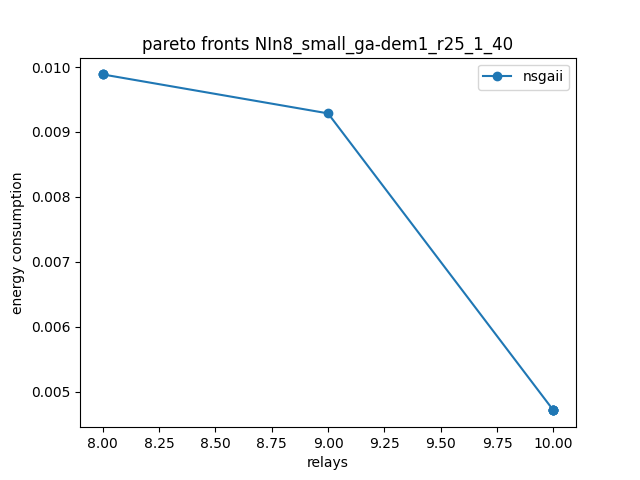 pareto fronts NIn8_small_ga-dem1_r25_1_40
nsgaii
energy consumption
0.010
0.009
0.008
0.007
0.006
0.005
8.00 8.25 8.50 8.75 9.00 9.25 9.50 9.75 10.00
relays